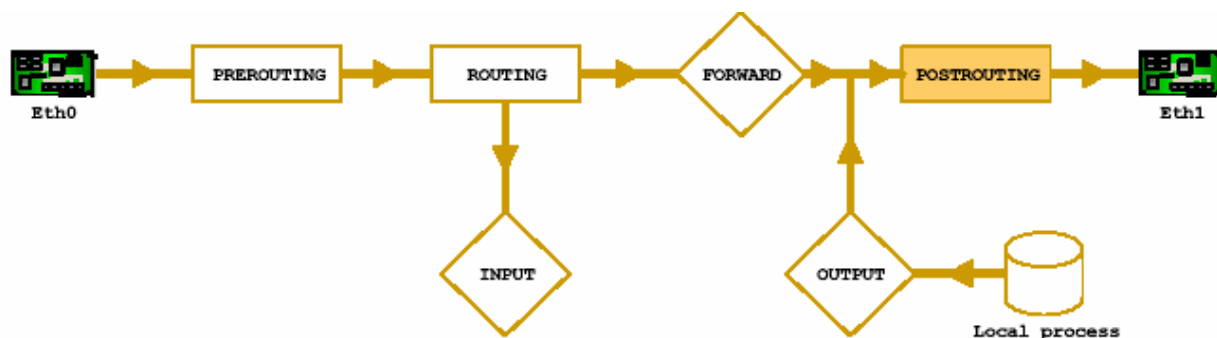 PREROUTING
ROUTING
FORWARD
POSTROUTING
Eth0
Eth1
INPUT
OUTPUT
Local process